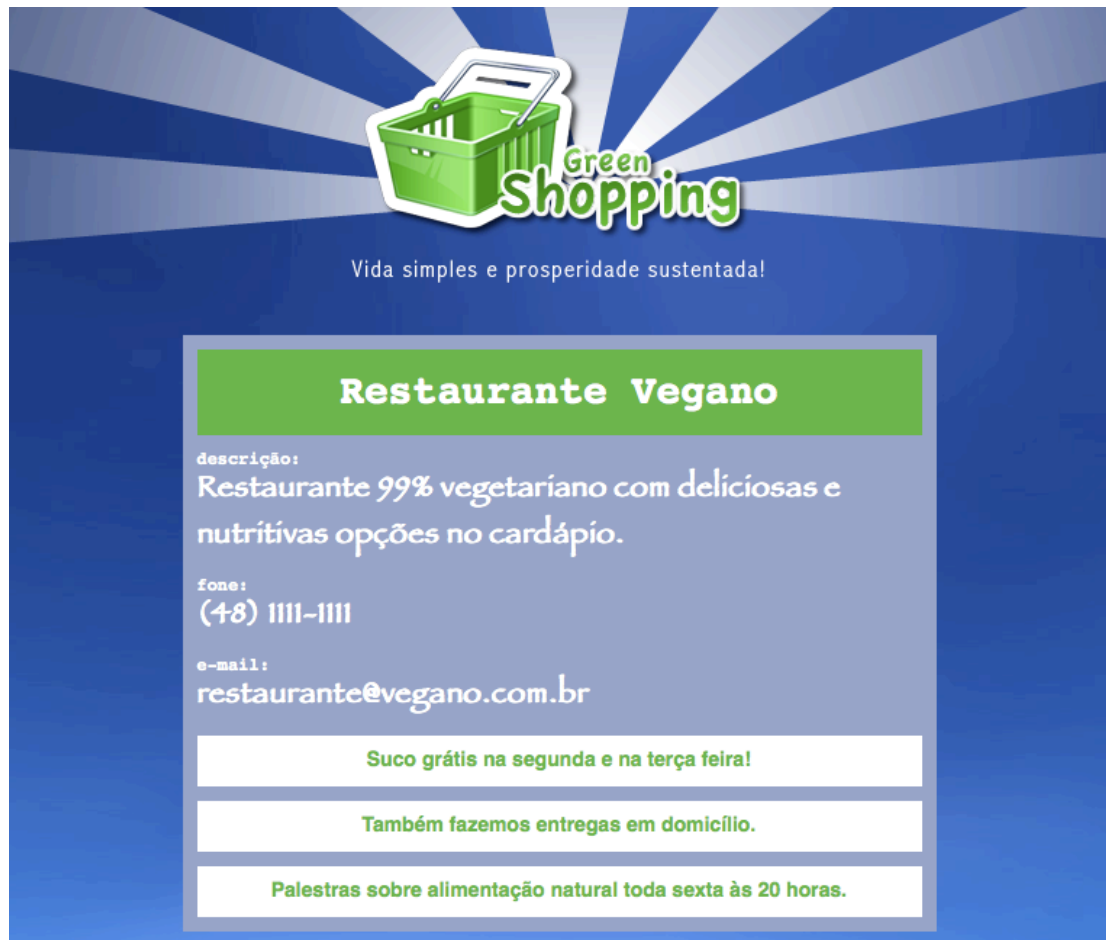 Green
Shopping
Vida simples e prosperidade sustentada!
Restaurante Vegano
descrição:
Restaurante 99% vegetariano com deliciosas e
nutritivas opções no cardápio.
fone:
(48) 1111-1111
e-mail:
restaurante@vegano.com.br
Suco grátis na segunda e na terça feira!
Também fazemos entregas em domicílio.
Palestras sobre alimentação natural toda sexta às 20 horas.